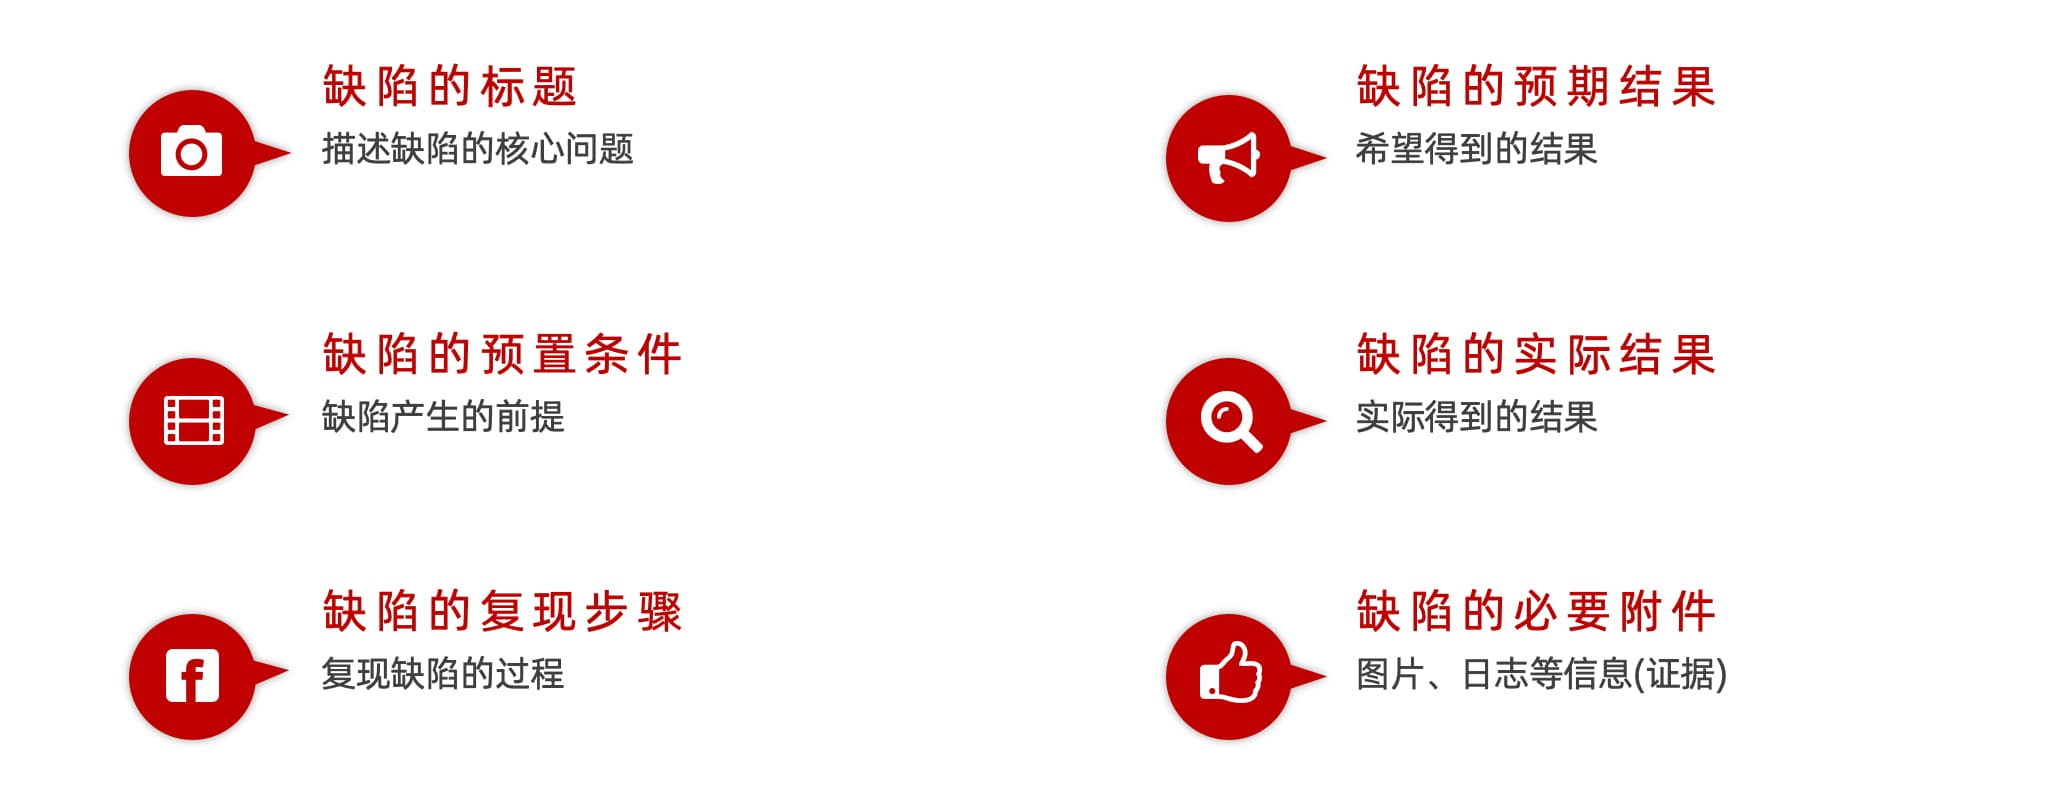 缺陷的标题
描述缺陷的核心问题
缺陷的预置条件
缺陷产生的前提
缺陷的复现步骤
复现缺陷的过程
缺陷的预期结果
希望得到的结果
缺陷的实际结果
实际得到的结果
缺陷的必要附件
图片、日志等信息(证据)